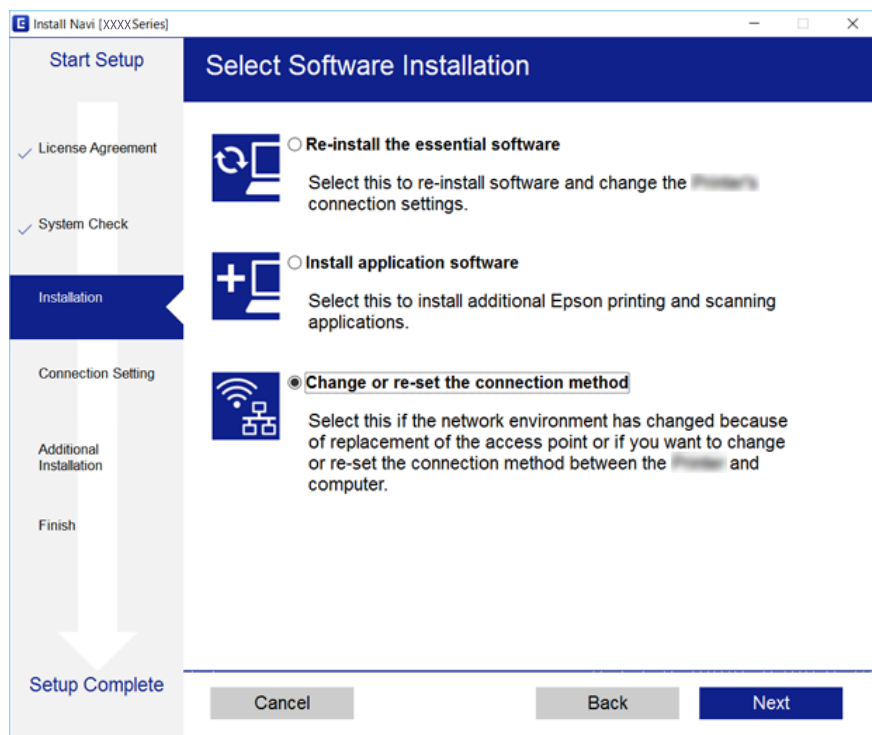 Install Navi [XXXX Series]
Start Setup
License Agreement
System Check
Installation
Connection Setting
Additional
Installation
Finish
Setup Complete
Select Software Installation
Re-install the essential software
Select this to re-install software and change the
connection settings.
Install application software
Select this to install additional Epson printing and scanning
applications.
Change or re-set the connection method
Select this if the network environment has changed because
of replacement of the access point or if you want to change
or re-set the connection method between the and
computer.
Cancel
Back
Next